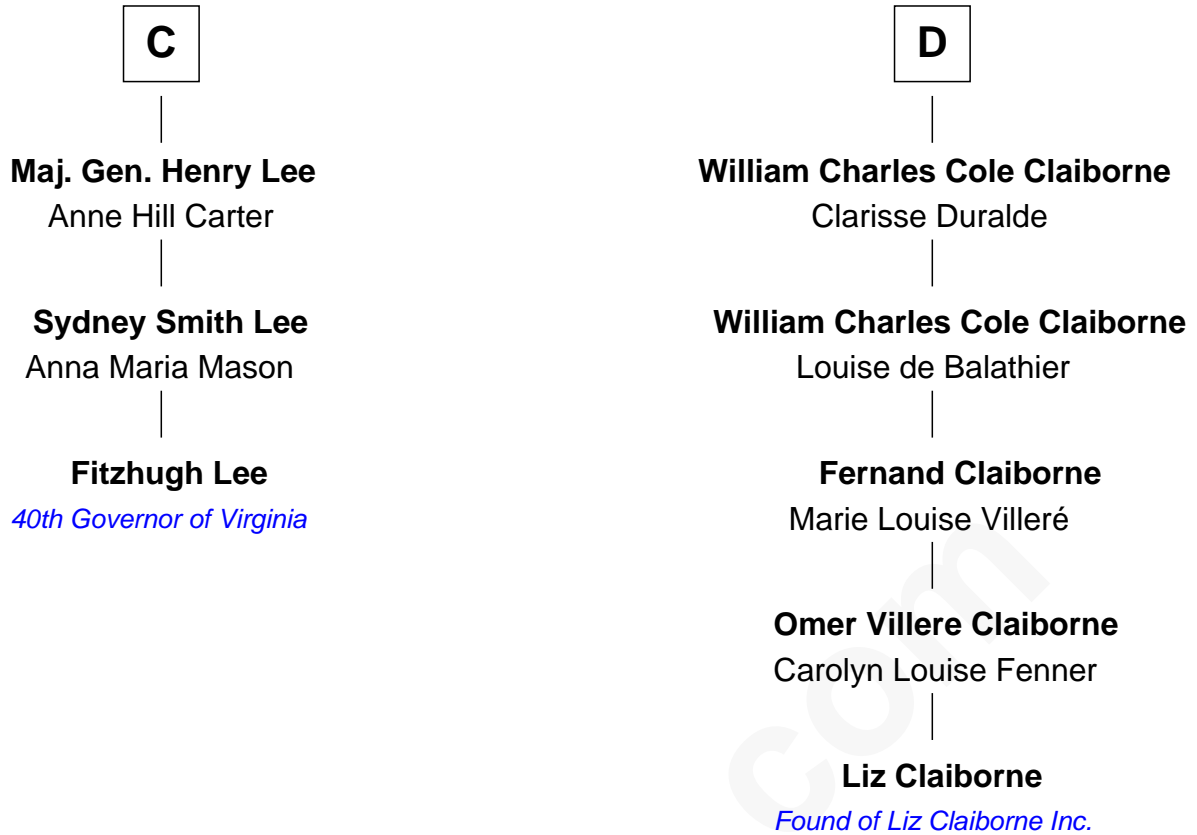 C
Maj. Gen. Henry Lee
Anne Hill Carter
Sydney Smith Lee
Anna Maria Mason
Fitzhugh Lee
40th Governor of Virginia
D
William Charles Cole Claiborne
Clarisse Duralde
William Charles Cole Claiborne
Louise de Balathier
Fernand Claiborne
Marie Louise Villeré
Omer Villere Claiborne
Carolyn Louise Fenner
Liz Claiborne
Found of Liz Claiborne Inc.
com